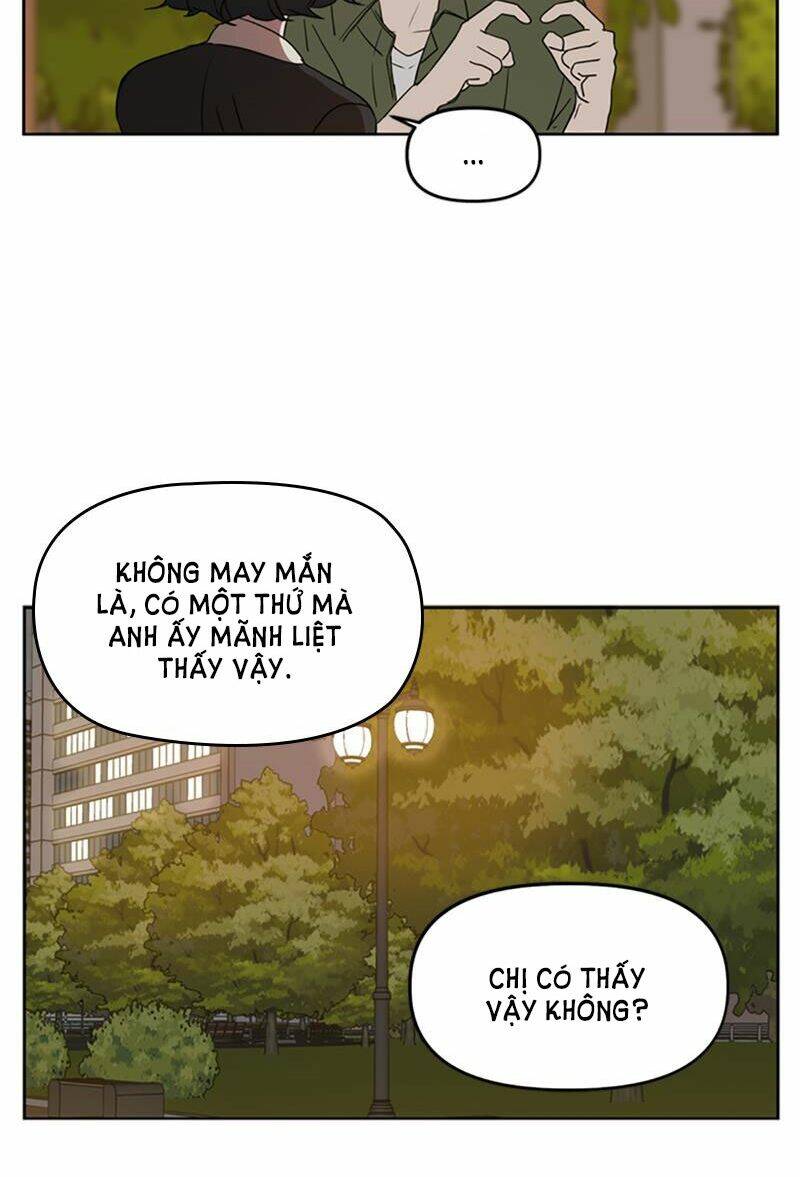 ...
KHÔNG MAY MẮN
LÀ, CÓ MỘT THỨ MÀ
ANH ẤY MÃNH LIỆT
THẤY VẬY.
CHỊ CÓ THẤY
VẬY KHÔNG?